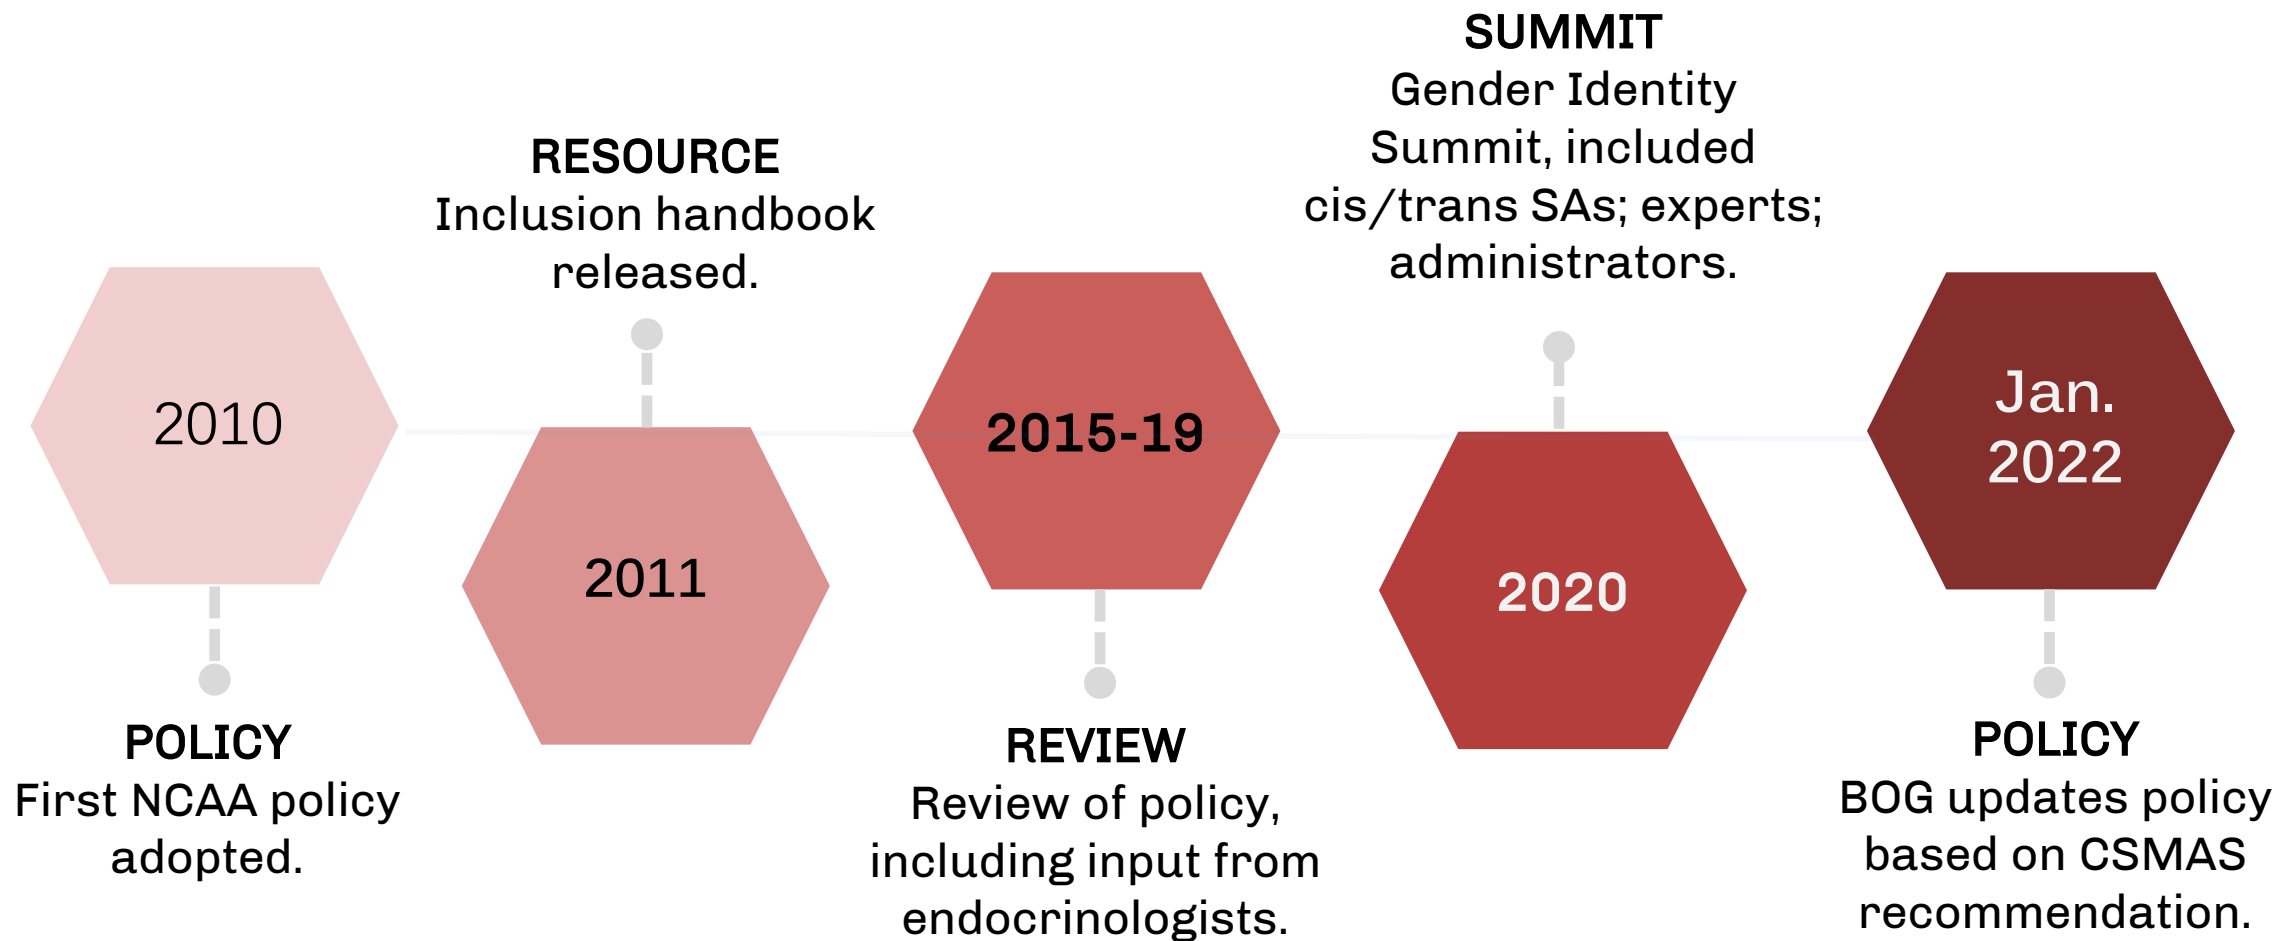 2010
POLICY
First NCAA policy
adopted.
RESOURCE
Inclusion handbook
released.
2011
2015-19
REVIEW
Review of policy,
including input from
endocrinologists.
SUMMIT
Gender Identity
Summit, included
cis/trans SAs; experts;
administrators.
2020
Jan.
2022
POLICY
BOG updates policy
based on CSMAS
recommendation.